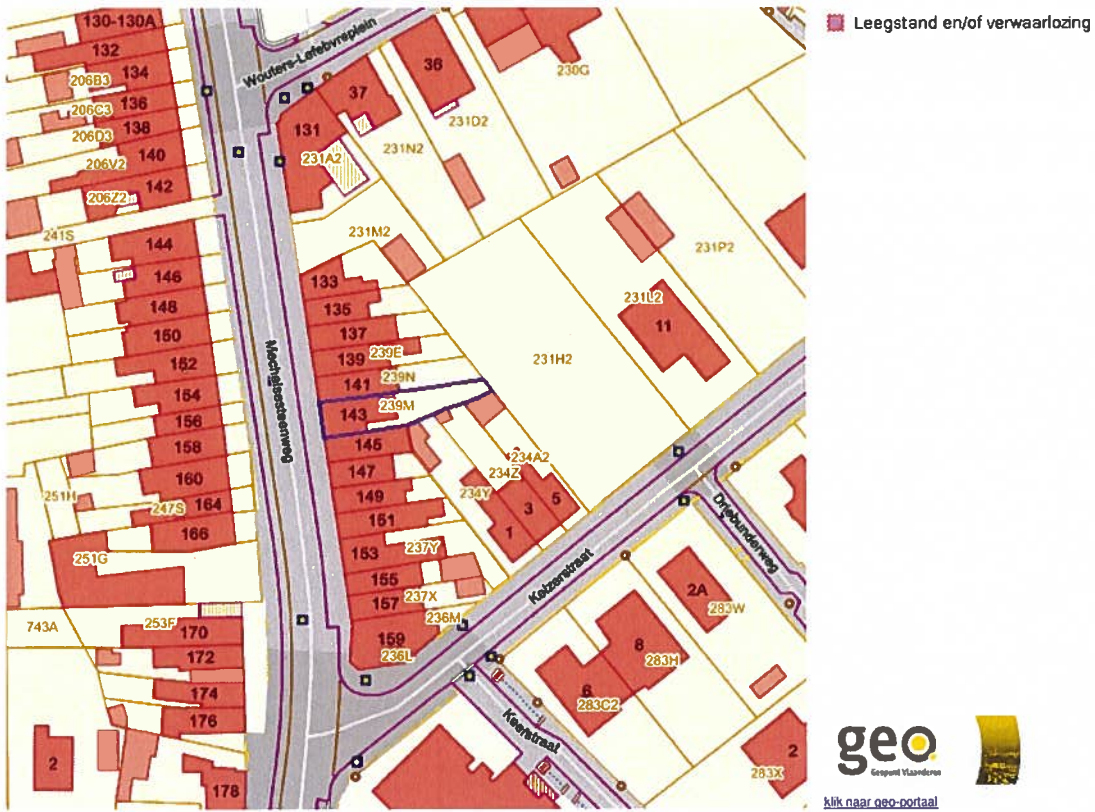 Leegstand en/of verwaarlozing
130-130A
132
134
206B3
136
206C3
138
206D3
140
206V2
142
206Z2
241S
144
146
148
150
152
154
156
158
160
251H
164
247S
166
251G
743A
253F
170
172
174
176
2
178
Wouters-Lefebvreplein
36
37
131
231A2
231N2
231D2
230G
231M2
133
135
137
139
239E
141
239N
143
239M
145
147
149
151
153
237Y
155
237X
157
236M
159
236L
Mechelsesteenweg
231P2
231L2
11
231H2
234A2
234Z
234Y
5
3
1
Keizerstraat
Driebunderweg
2A
283W
8
283H
6
283C2
Keefstraat
2
283X
geo
Geopunt Vlaanderen
klik naar geo-portaal